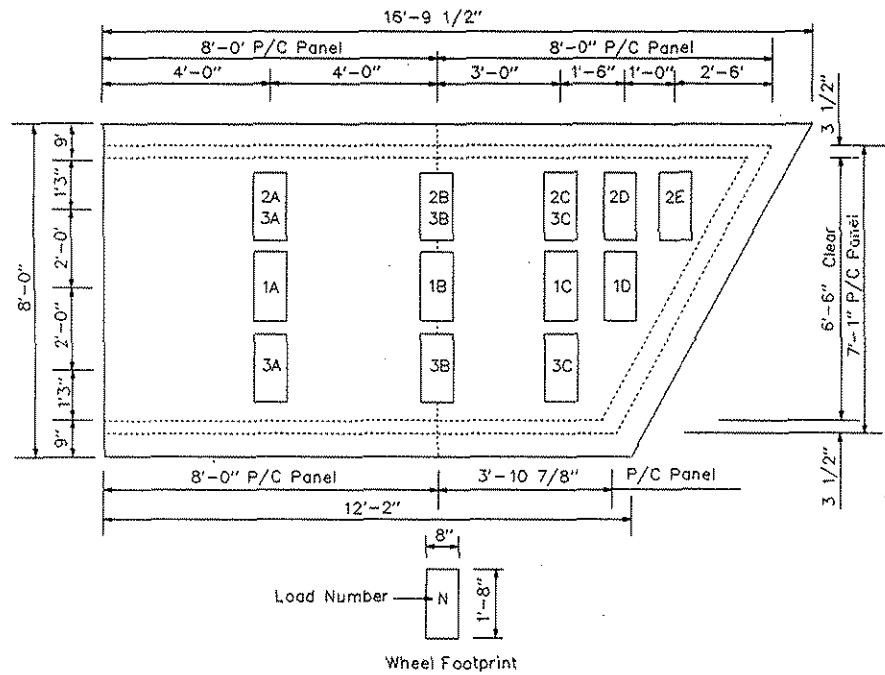 16'-9 1/2"
8'-0' P/C Panel
8'-0" P/C Panel
4'-0"
4'-0"
3'-0"
1'-6"
1'-0"
2'-6'
3 1/2"
9'
1'3"
2'-0'
2'-0"
1'3"
9"
8'-0"
2A
3A
2B
3B
2C
3C
2D
2E
1A
1B
1C
1D
3A
3B
3C
6'-6" Clear
7'-1" P/C Panel
3 1/2"
8'-0" P/C Panel
3'-10 7/8"
P/C Panel
12'-2"
8"
Load Number
N
1'-8"
Wheel Footprint